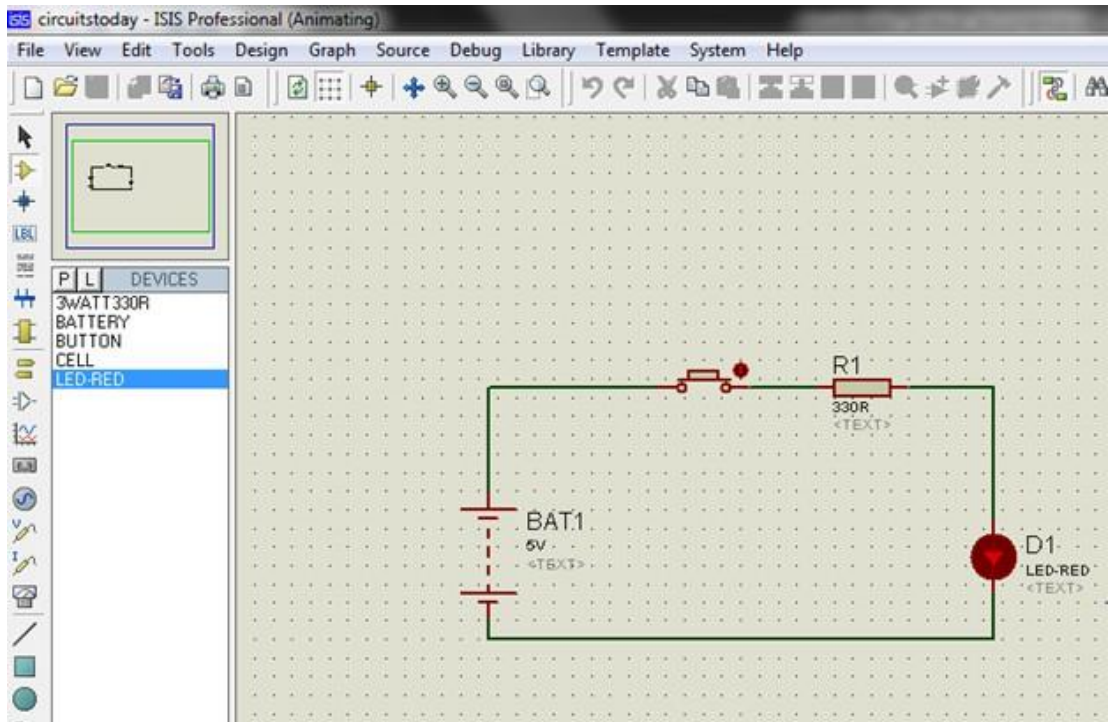 ISIS circuitstoday - ISIS Professional (Animating)
File View Edit Tools Design Graph Source Debug Library Template System Help
LBL
P L DEVICES
3WATT330R
BATTERY
BUTTON
CELL
LED-RED
R1
330R
<TEXT>
BAT1
5V
<TEXT>
D1
LED-RED
<TEXT>
V
I